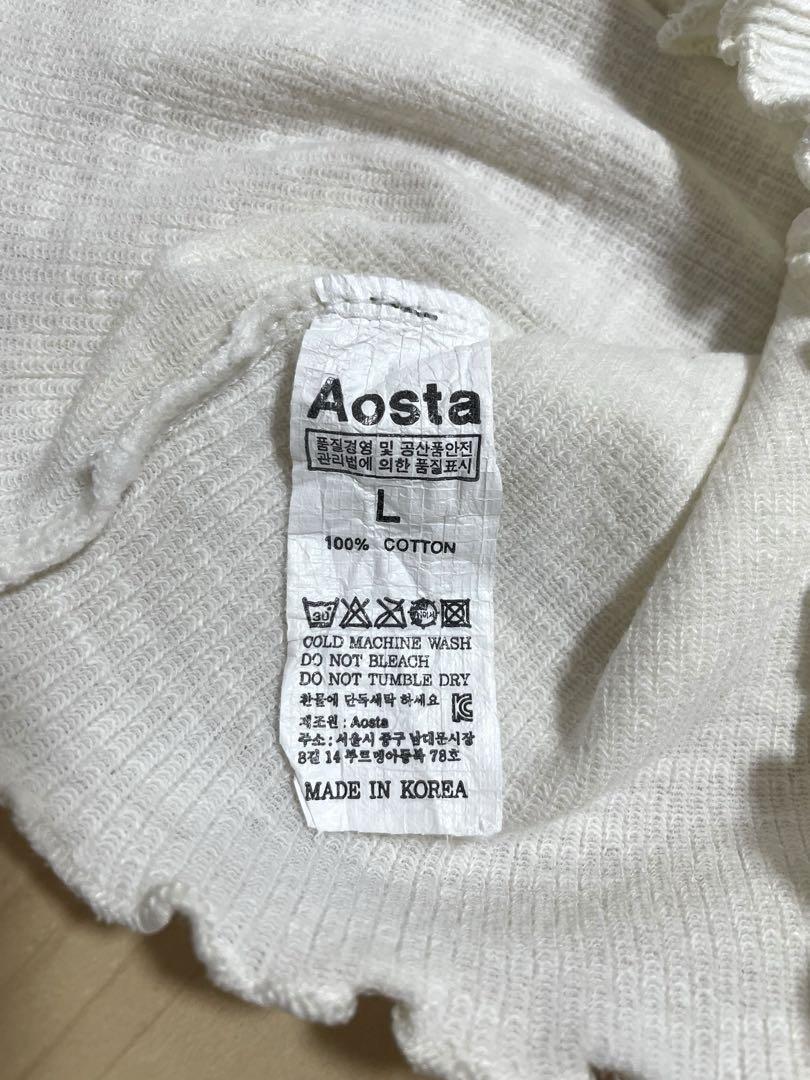 Aosta
품질경영 및 공산품안전
관리법에 의한 품질표시
L
100% COTTON
30
COLD MACHINE WASH
DO NOT BLEACH
DO NOT TUMBLE DRY
찬물에 단독세탁 하세요
제조원 : Aosta
주소 : 서울시 중구 남대문시장
8길 14 부르뎅아동복 78호
MADE IN KOREA